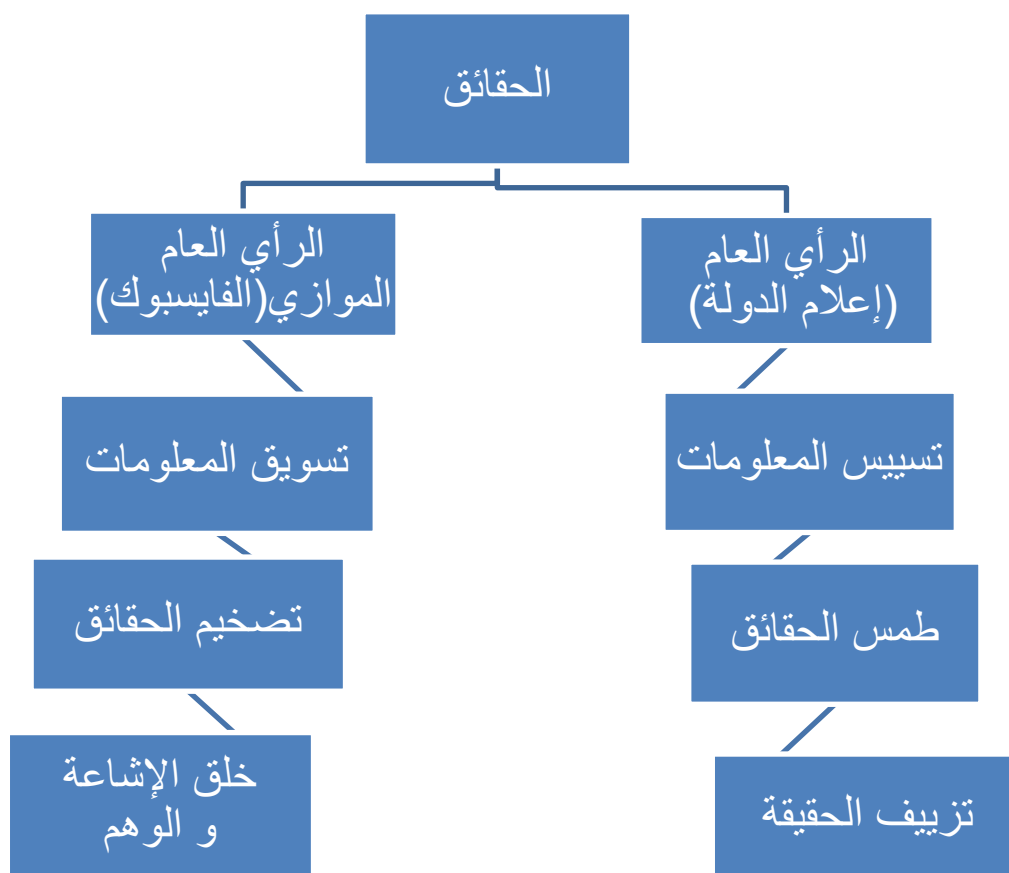 الحقائق
الرأي العام
(إعلام الدولة)
الرأي العام
الموازي(الفايسبوك)
تسييس المعلومات
تسويق المعلومات
طمس الحقائق
تضخيم الحقائق
تزييف الحقيقة
خلق الإشاعة
و الوهم